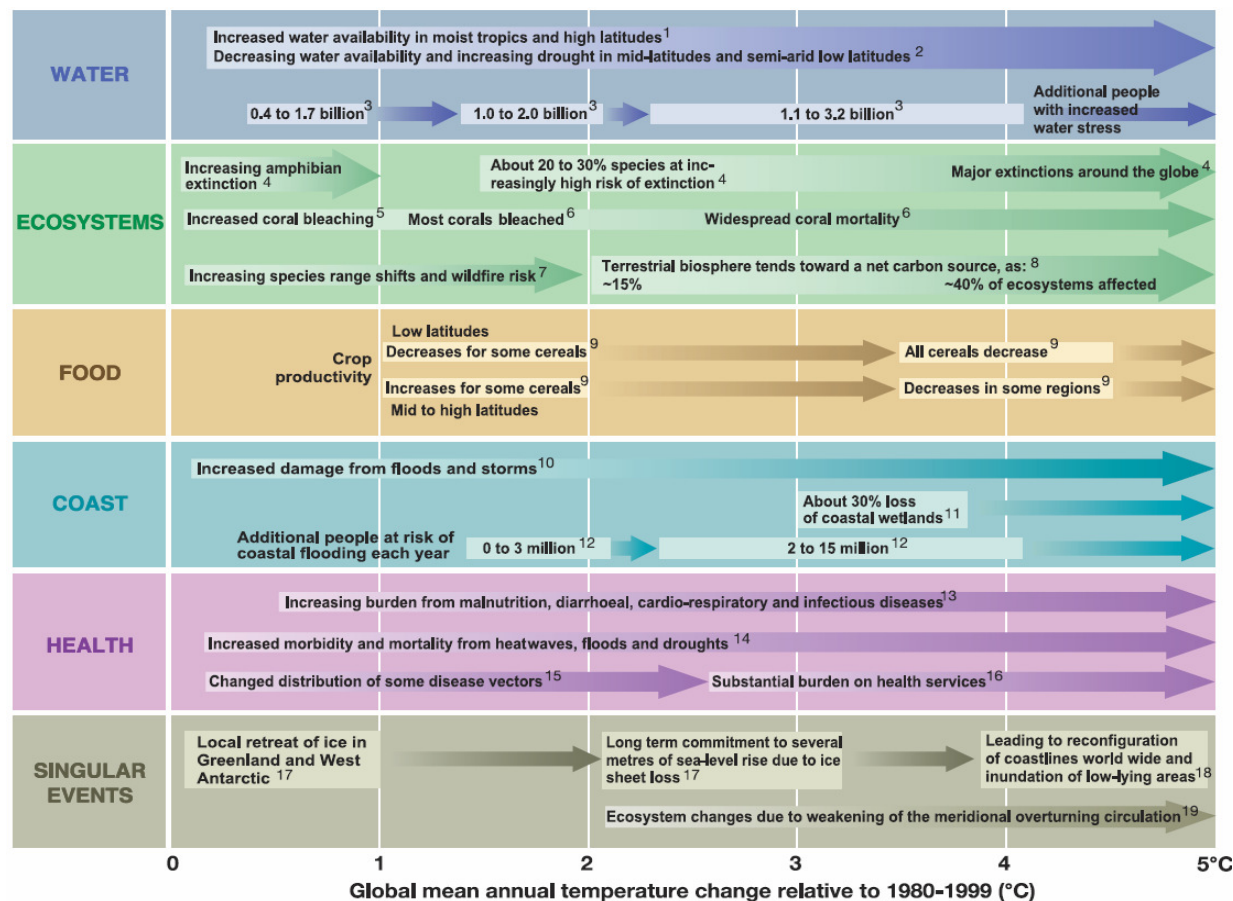 WATER
Increased water availability in moist tropics and high latitudes1
Decreasing water availability and increasing drought in mid-latitudes and semi-arid low latitudes2
0.4 to 1.7 billion3
1.0 to 2.0 billion3
1.1 to 3.2 billion3
Additional people
with increased
water stress
ECOSYSTEMS
Increasing amphibian
extinction4
About 20 to 30% species at inc-
reasingly high risk of extinction4
Major extinctions around the globe4
Increased coral bleaching5
Most corals bleached6
Widespread coral mortality6
Increasing species range shifts and wildfire risk7
Terrestrial biosphere tends toward a net carbon source, as:8
~15%
~40% of ecosystems affected
FOOD
Crop
productivity
Low latitudes
Decreases for some cereals9
All cereals decrease9
Increases for some cereals9
Decreases in some regions9
Mid to high latitudes
COAST
Increased damage from floods and storms10
About 30% loss
of coastal wetlands11
Additional people at risk of
coastal flooding each year
0 to 3 million12
2 to 15 million12
HEALTH
Increasing burden from malnutrition, diarrhoeal, cardio-respiratory and infectious diseases13
Increased morbidity and mortality from heatwaves, floods and droughts14
Changed distribution of some disease vectors15
Substantial burden on health services16
SINGULAR
EVENTS
Local retreat of ice in
Greenland and West
Antarctic17
Long term commitment to several
metres of sea-level rise due to ice
sheet loss17
Leading to reconfiguration
of coastlines world wide and
inundation of low-lying areas18
Ecosystem changes due to weakening of the meridional overturning circulation19
0 1 2 3 4 5°C
Global mean annual temperature change relative to 1980-1999 (°C)